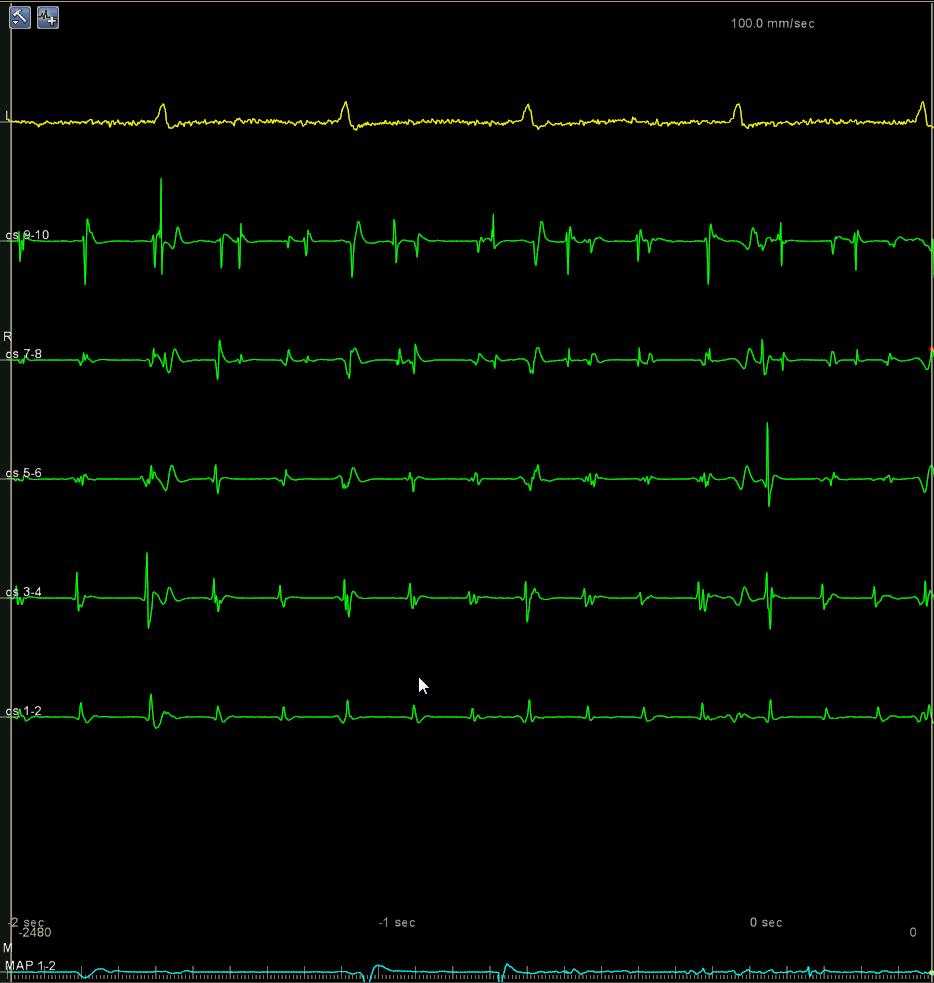 100.0 mm/sec
L
cs 9-10
R
cs 7-8
cs 5-6
cs 3-4
cs 1-2
-2 sec
-1 sec
0 sec
-2480
0
M
MAP 1-2